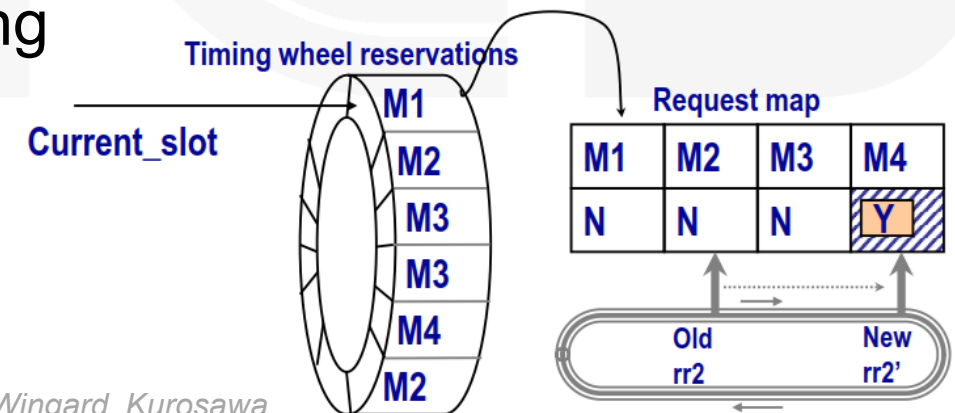 ng
Timing wheel reservations
Current_slot
M1
M2
M3
M3
M4
M2
Request map
M1 M2 M3 M4
N N N Y
Old New
rr2 rr2'
Wingard, Kurosawa